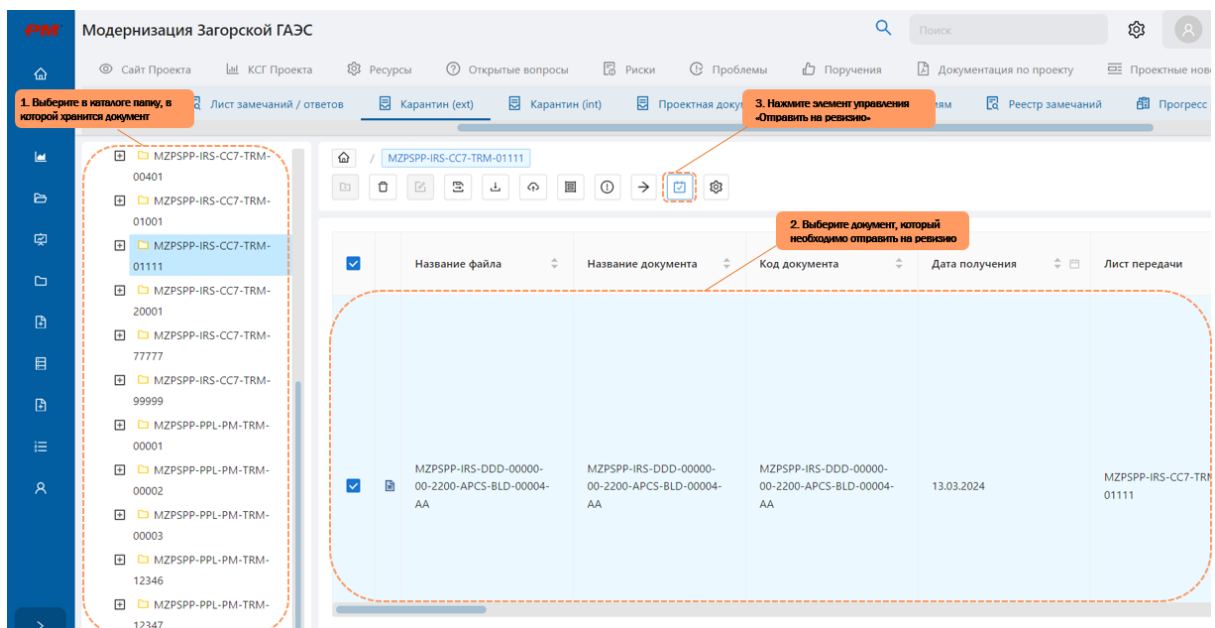 PM
Модернизация Загорской ГАЭС
Поиск
Сайт Проекта
КСГ Проекта
Ресурсы
Открытые вопросы
Риски
Проблемы
Поручения
Документация по проекту
Проектные нов
1. Выберите в каталоге папку, в
которой хранится документ
Лист замечаний / ответов
Карантин (ext)
Карантин (int)
Проектная доку
3. Нажмите элемент управления
«Отправить на ревизию»
ям
Реестр замечаний
Прогресс
MZPSPP-IRS-CC7-TRM-
00401
MZPSPP-IRS-CC7-TRM-
01001
MZPSPP-IRS-CC7-TRM-
01111
MZPSPP-IRS-CC7-TRM-
20001
MZPSPP-IRS-CC7-TRM-
77777
MZPSPP-IRS-CC7-TRM-
99999
MZPSPP-PPL-PM-TRM-
00001
MZPSPP-PPL-PM-TRM-
00002
MZPSPP-PPL-PM-TRM-
00003
MZPSPP-PPL-PM-TRM-
12346
MZPSPP-PPL-PM-TRM-
12347
/ MZPSPP-IRS-CC7-TRM-01111
2. Выберите документ, который
необходимо отправить на ревизию
Название файла
Название документа
Код документа
Дата получения
Лист передачи
MZPSPP-IRS-DDD-00000-
00-2200-APCS-BLD-00004-
AA
MZPSPP-IRS-DDD-00000-
00-2200-APCS-BLD-00004-
AA
MZPSPP-IRS-DDD-00000-
00-2200-APCS-BLD-00004-
AA
13.03.2024
MZPSPP-IRS-CC7-TRM
01111